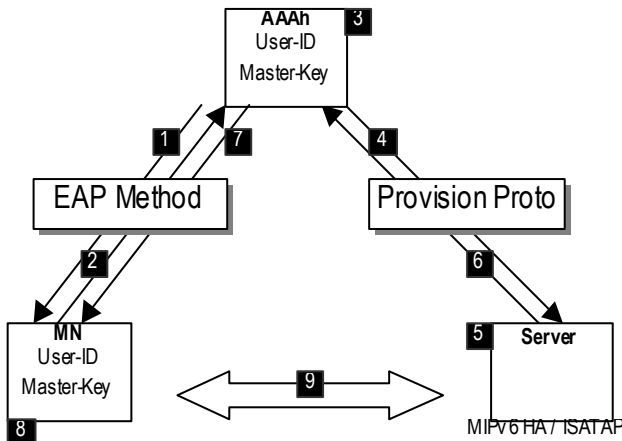 AAAh
3
User-ID
Master-Key
1
7
4
EAP Method
Provision Proto
2
6
MN
User-ID
Master-Key
8
9
5
Server
MIPv6 HA / ISATAP